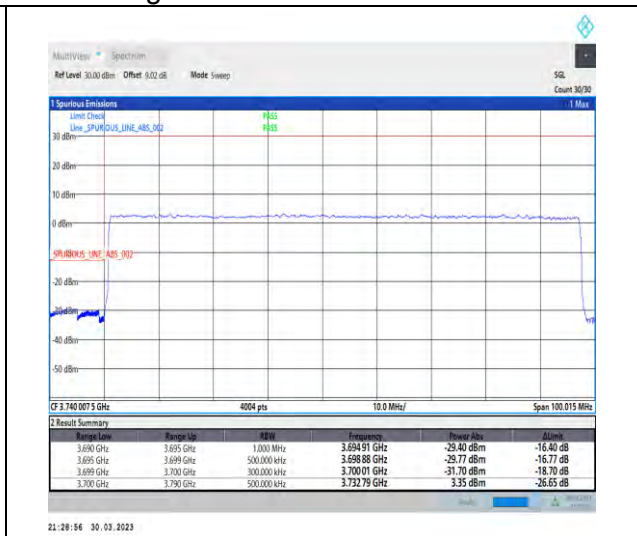 MultiView Spectrum
Ref Level 30.00 dBm Offset 9.02 dB Mode Sweep SGL
Count 30/30
1 Spurious Emissions 1 Max
Limit Check PASS
Line _SPURIOUS_LINE_ABS_002 PASS
30 dBm
20 dBm
10 dBm
0 dBm
_SPURIOUS_LINE_ABS_002
-20 dBm
-30 dBm
-40 dBm
-50 dBm
CF 3.740 007 5 GHz 4004 pts 10.0 MHz/ Span 100.015 MHz
2 Result Summary
Range Low Range Up RBW Frequency Power Abs ΔLimit
3.690 GHz 3.695 GHz 1.000 MHz 3.694 91 GHz -29.40 dBm -16.40 dB
3.695 GHz 3.699 GHz 500.000 kHz 3.698 88 GHz -29.77 dBm -16.77 dB
3.699 GHz 3.700 GHz 300.000 kHz 3.700 01 GHz -31.70 dBm -18.70 dB
3.700 GHz 3.790 GHz 500.000 kHz 3.732 79 GHz 3.35 dBm -26.65 dB
21:26:56 30.03.2023